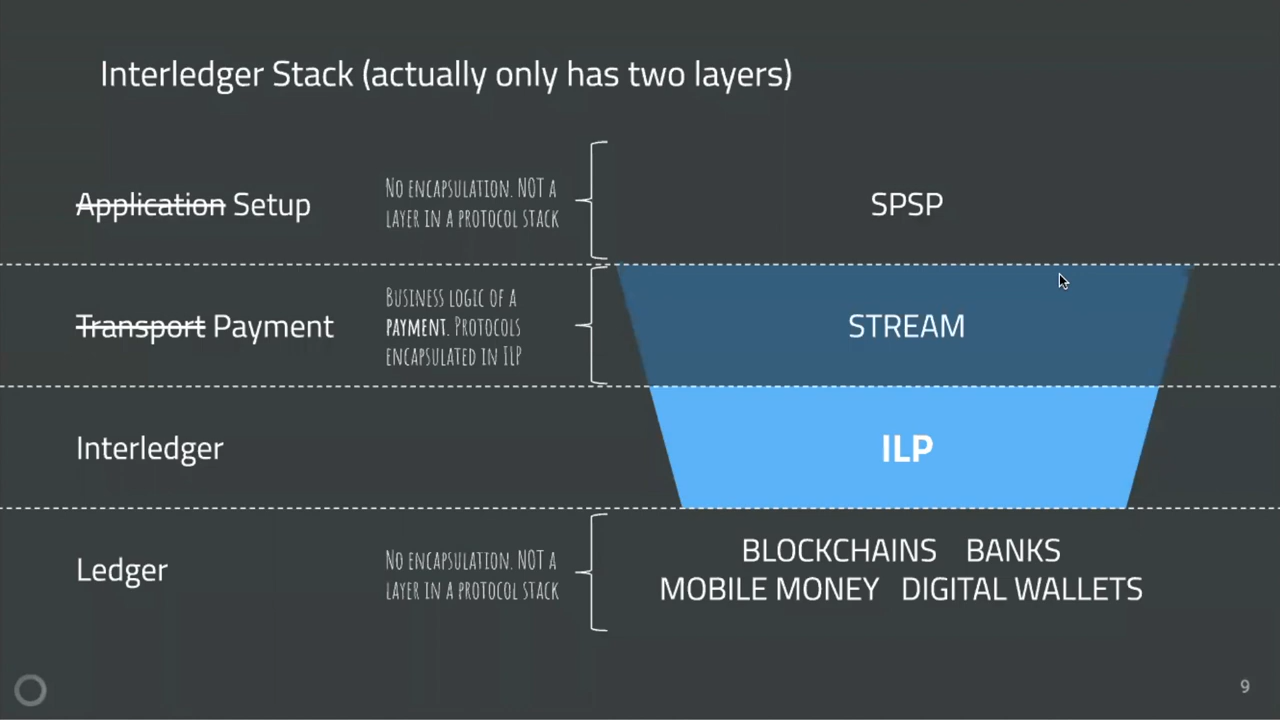 Interledger Stack (actually only has two layers)
Application Setup
No encapsulation. NOT a
layer in a protocol stack
SPSP
Transport Payment
Business logic of a
payment. Protocols
encapsulated in ILP
STREAM
Interledger
ILP
Ledger
No encapsulation. NOT a
layer in a protocol stack
BLOCKCHAINS BANKS
MOBILE MONEY DIGITAL WALLETS
9